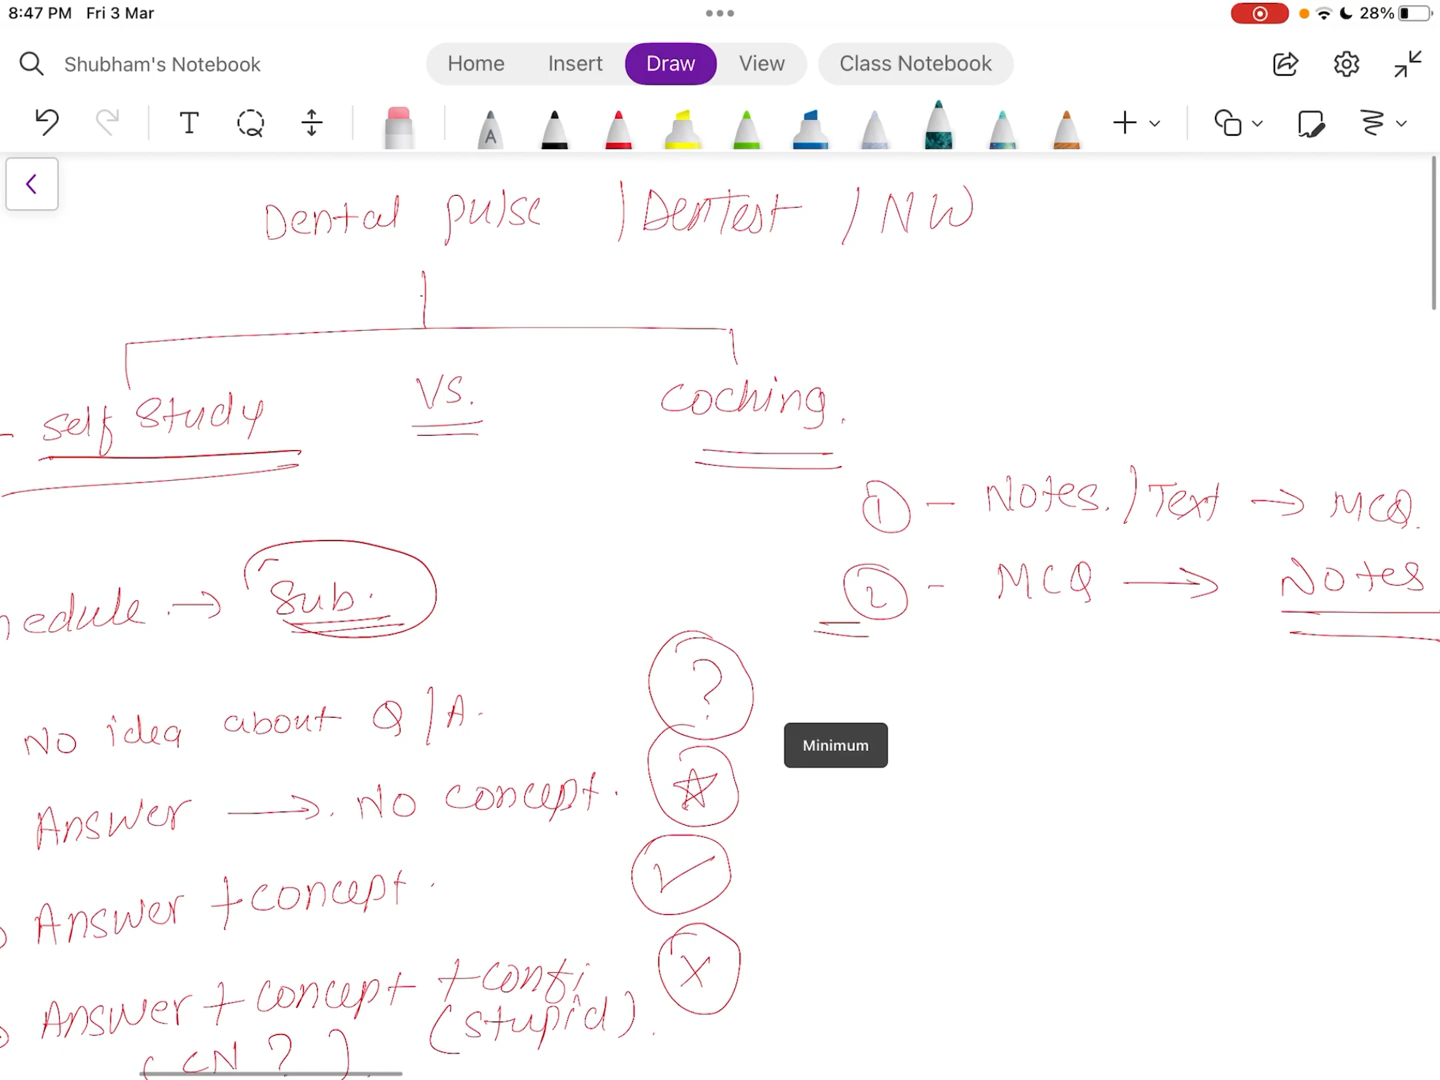 8:47 PM Fri 3 Mar
28%
Shubham's Notebook
Home Insert Draw View Class Notebook
T A
Dental pulse / DenTest / NW
self study VS. coching.
① - Notes. / Text → MCQ.
② - MCQ → Notes
hedule. → Sub.
?
No idea about Q/A.
Minimum
Answer → . No concept.
Answer + concept.
Answer + concept + confi
(stupid).
(CN ?)